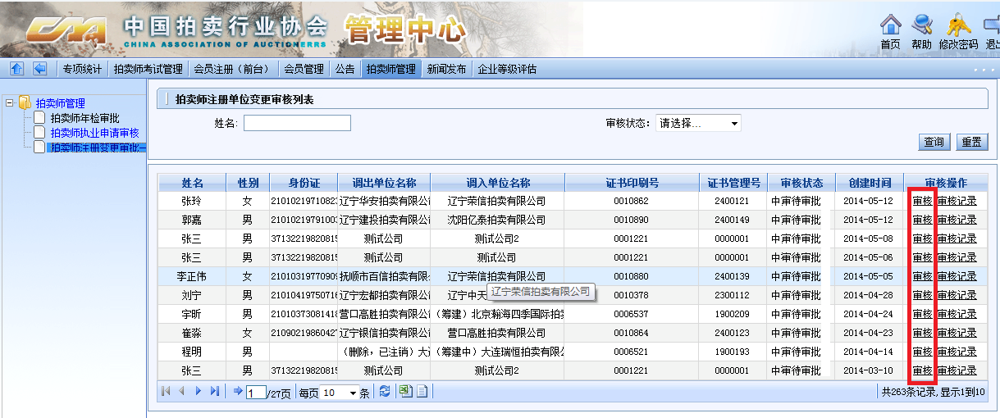 中国拍卖行业协会 管理中心
CHINA ASSOCIATION OF AUCTIONEERRS
首页 帮助 修改密码 退出
专项统计 拍卖师考试管理 会员注册（前台） 会员管理 公告 拍卖师管理 新闻发布 企业等级评估
拍卖师管理
拍卖师年检审批
拍卖师执业申请审核
拍卖师注册变更审批一
拍卖师注册单位变更审核列表
姓名: 审核状态: 请选择...
查询 重置
姓名 性别 身份证 调出单位名称 调入单位名称 证书印刷号 证书管理号 审核状态 创建时间 审核操作
张玲 女 21010219710823 辽宁华安拍卖有限公司 辽宁荣信拍卖有限公司 0010862 2400121 中审待审批 2014-05-12 审核 审核记录
郭嘉 男 21010219791003 辽宁建投拍卖有限公司 沈阳亿泰拍卖有限公司 0010890 2400149 中审待审批 2014-05-12 审核 审核记录
张三 男 37132219820815 测试公司 测试公司2 0001221 0000001 中审待审批 2014-05-08 审核 审核记录
张三 男 37132219820815 测试公司 测试公司2 0001221 0000001 中审待审批 2014-05-06 审核 审核记录
李正伟 女 21010319770909 抚顺市百信拍卖有限公 辽宁荣信拍卖有限公司 0010880 2400139 中审待审批 2014-05-05 审核 审核记录
辽宁荣信拍卖有限公司
刘宁 男 21010419750716 辽宁宏都拍卖有限公司 辽宁中天 0010378 2300112 中审待审批 2014-04-28 审核 审核记录
宇昕 男 21010373081418 营口高胜拍卖有限公司 （筹建）北京瀚海四季国际拍卖 0006537 1900209 中审待审批 2014-04-24 审核 审核记录
崔淼 女 21090219860427 辽宁银信拍卖有限公司 营口高胜拍卖有限公司 0010864 2400123 中审待审批 2014-04-23 审核 审核记录
程明 男 （删除，已注销）大连 （筹建中）大连瑞恒拍卖有限公 0006521 1900193 中审待审批 2014-04-14 审核 审核记录
张三 男 37132219820815 测试公司 测试公司2 0001221 0000001 中审待审批 2014-03-10 审核 审核记录
1 /27页 每页 10 条 共263条记录,显示1到10